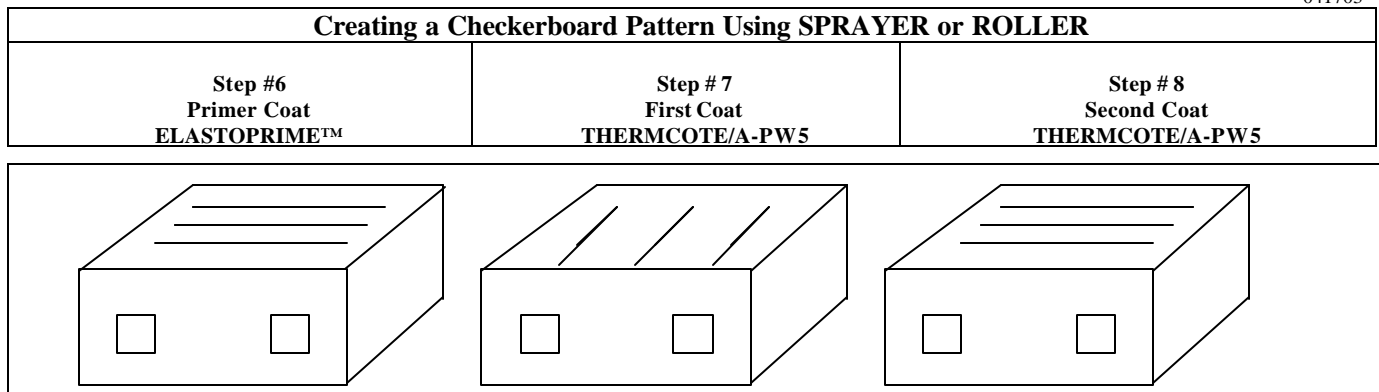 Creating a Checkerboard Pattern Using SPRAYER or ROLLER
Step #6
Primer Coat
ELASTOPRIME™
Step # 7
First Coat
THERMCOTE/A-PW5
Step # 8
Second Coat
THERMCOTE/A-PW5